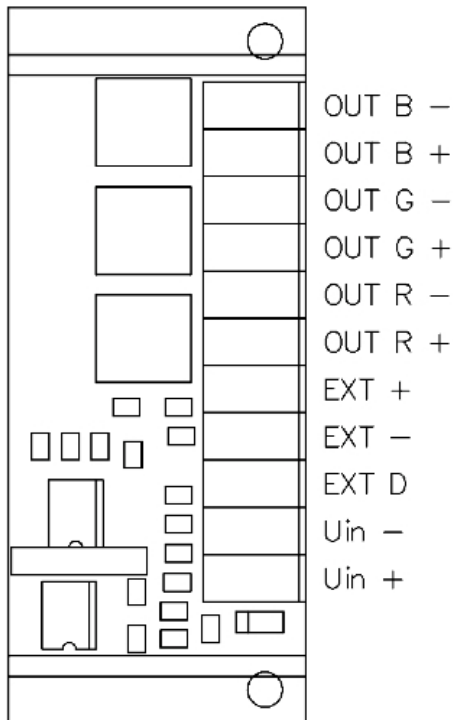 OUT B -
OUT B +
OUT G -
OUT G +
OUT R -
OUT R +
EXT +
EXT -
EXT D
Uin -
Uin +